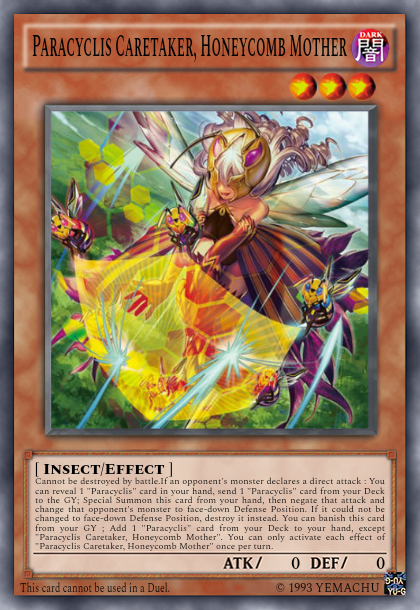 PARACYCLIS CARETAKER, HONEYCOMB MOTHER
DARK
闇
[ INSECT/EFFECT ]
Cannot be destroyed by battle.If an opponent's monster declares a direct attack : You
can reveal 1 "Paracyclis" card in your hand, send 1 "Paracyclis" card from your Deck
to the GY; Special Summon this card from your hand, then negate that attack and
change that opponent's monster to face-down Defense Position. If it could not be
changed to face-down Defense Position, destroy it instead. You can banish this card
from your GY ; Add 1 "Paracyclis" card from your Deck to your hand, except
"Paracyclis Caretaker, Honeycomb Mother". You can only activate each effect of
"Paracyclis Caretaker, Honeycomb Mother" once per turn.
ATK/ 0 DEF/ 0
This card cannot be used in a Duel.
© 1993 YEMACHU